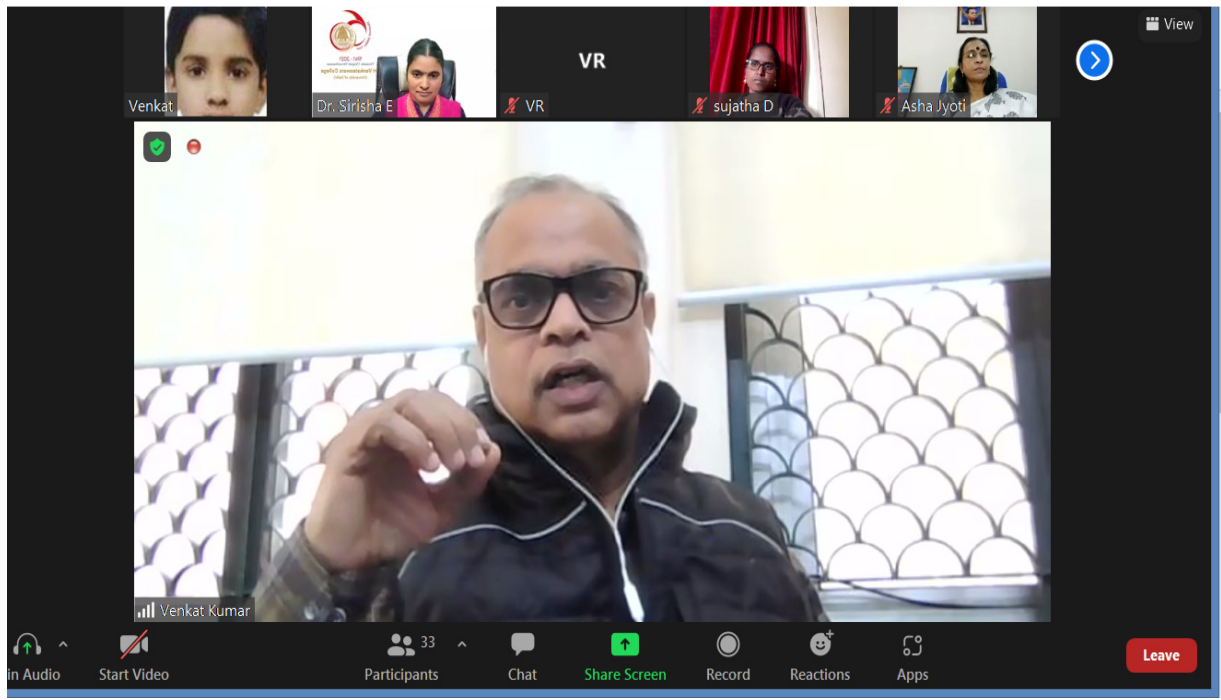 View
Venkat
Dr. Sirisha E
VR
VR
sujatha D
Asha Jyoti
Venkat Kumar
in Audio
Start Video
33
Participants
Chat
Share Screen
Record
Reactions
Apps
Leave